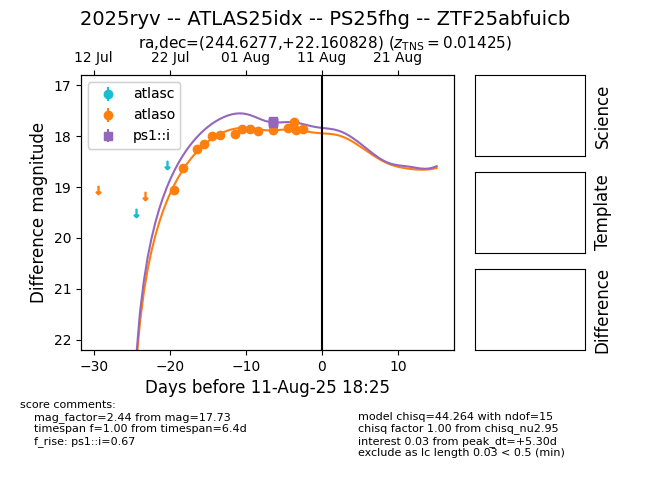 2025ryv -- ATLAS25idx -- PS25fhg -- ZTF25abfuicb
ra,dec=(244.6277,+22.160828) (z_TNS = 0.01425)
12 Jul 22 Jul 01 Aug 11 Aug 21 Aug
atlasc
atlaso
ps1::i
17
18
19
20
21
22
Difference magnitude
−30 −20 −10 0 10
Days before 11-Aug-25 18:25
Science
Template
Difference
score comments:
mag_factor=2.44 from mag=17.73
timespan f=1.00 from timespan=6.4d
f_rise: ps1::i=0.67
model chisq=44.264 with ndof=15
chisq factor 1.00 from chisq_nu2.95
interest 0.03 from peak_dt=+5.30d
exclude as lc length 0.03 < 0.5 (min)